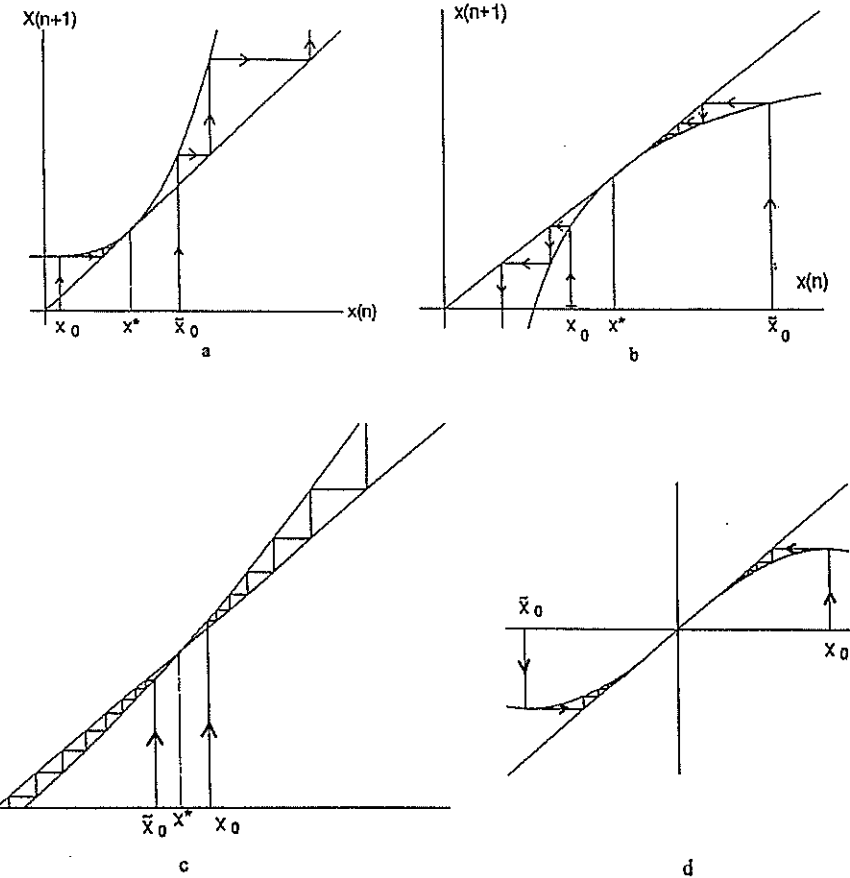 X(n+1)
x(n)
x₀ x* x̃₀
a
x(n+1)
x(n)
x₀ x* x̃₀
b
x̃₀ x* x₀
c
x̃₀
x₀
d